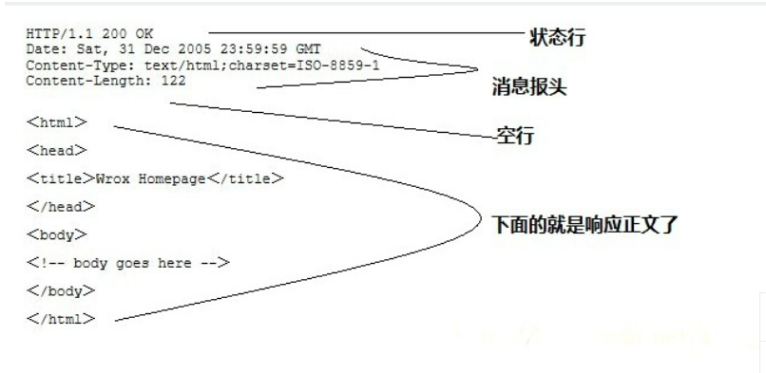 HTTP/1.1 200 OK
状态行
Date: Sat, 31 Dec 2005 23:59:59 GMT
Content-Type: text/html;charset=ISO-8859-1
消息报头
Content-Length: 122
空行
<html>
<head>
<title>Wrox Homepage</title>
</head>
下面的就是响应正文了
<body>
<!-- body goes here -->
</body>
</html>